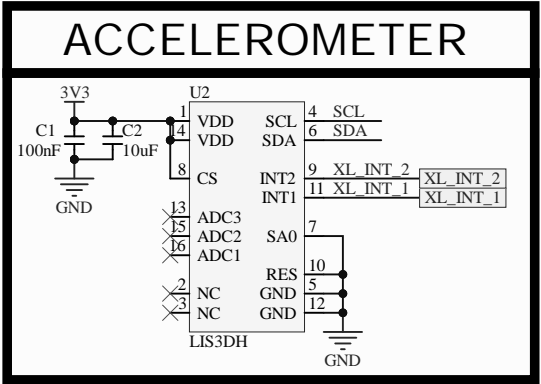 ACCELEROMETER
3V3
U2
1 VDD SCL 4 SCL
14 VDD SDA 6 SDA
C1 C2
100nF 10uF
8 CS INT2 9 XL_INT_2 XL_INT_2
INT1 11 XL_INT_1 XL_INT_1
GND
13 ADC3
15 ADC2 SA0 7
16 ADC1
RES 10
2 NC GND 5
3 NC GND 12
LIS3DH
GND